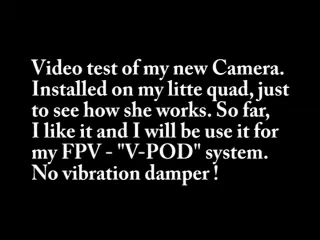 Video test of my new Camera.
Installed on my litte quad, just
to see how she works. So far,
I like it and I will be use it for
my FPV - "V-POD" system.
No vibration damper !